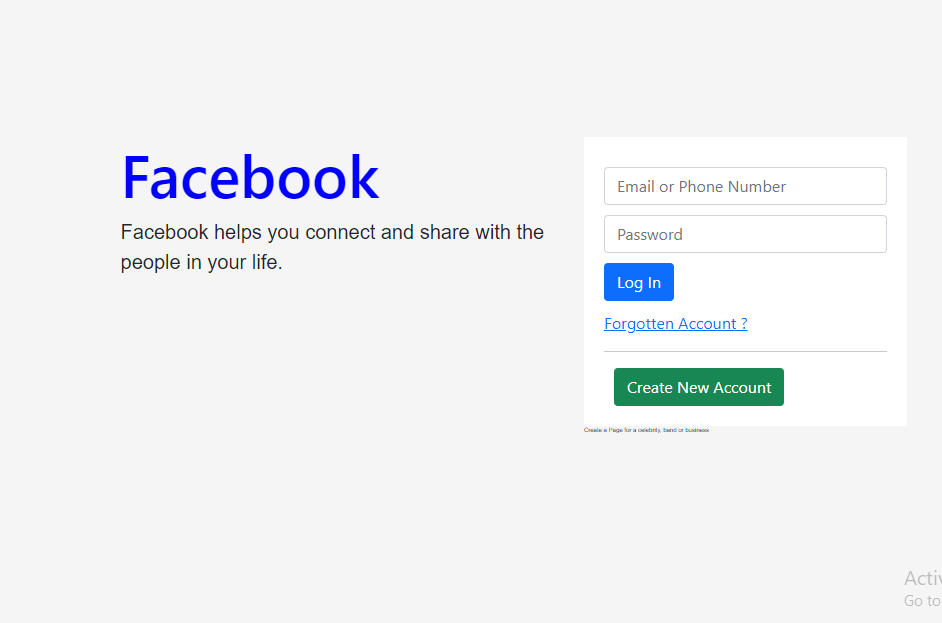 Facebook
Facebook helps you connect and share with the
people in your life.
Email or Phone Number
Password
Log In
Forgotten Account ?
Create New Account
Create a Page for a celebrity, band or business
Go to